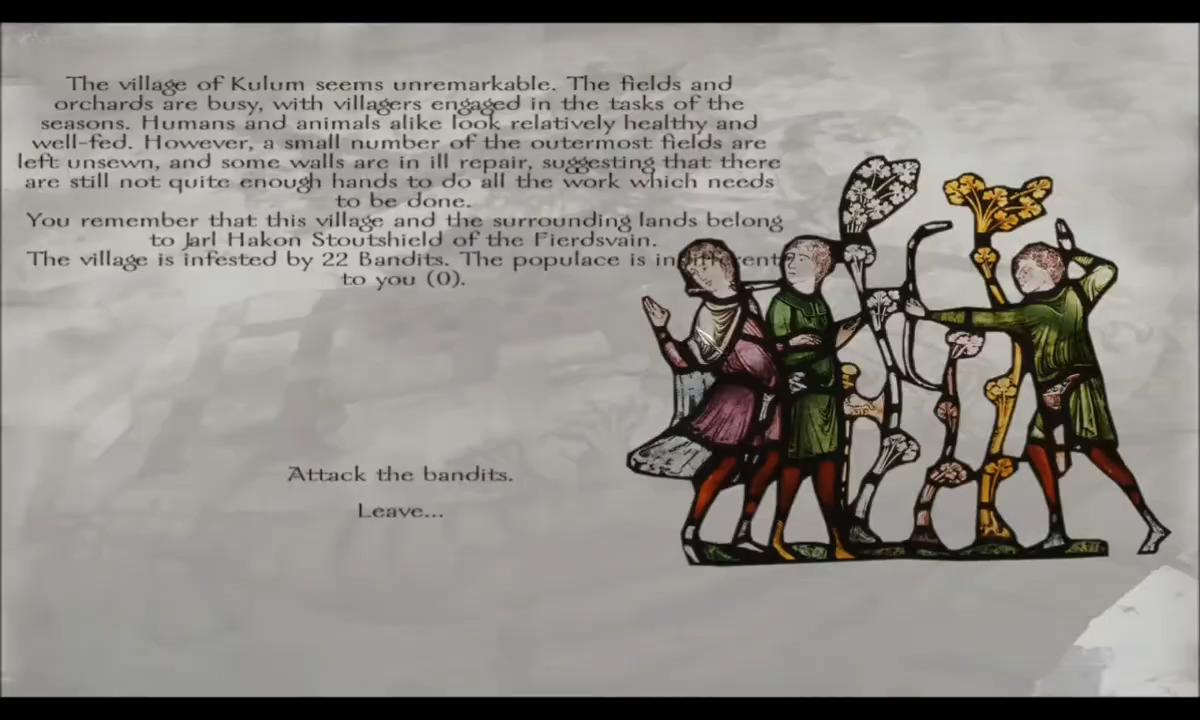 The village of Kulum seems unremarkable. The fields and
orchards are busy, with villagers engaged in the tasks of the
seasons. Humans and animals alike look relatively healthy and
well-fed. However, a small number of the outermost fields are
left unsewn, and some walls are in ill repair, suggesting that there
are still not quite enough hands to do all the work which needs
to be done.
You remember that this village and the surrounding lands belong
to Jarl Hakon Stoutshield of the Fierdsvain.
The village is infested by 22 Bandits. The populace is indifferent
to you (0).
Attack the bandits.
Leave...